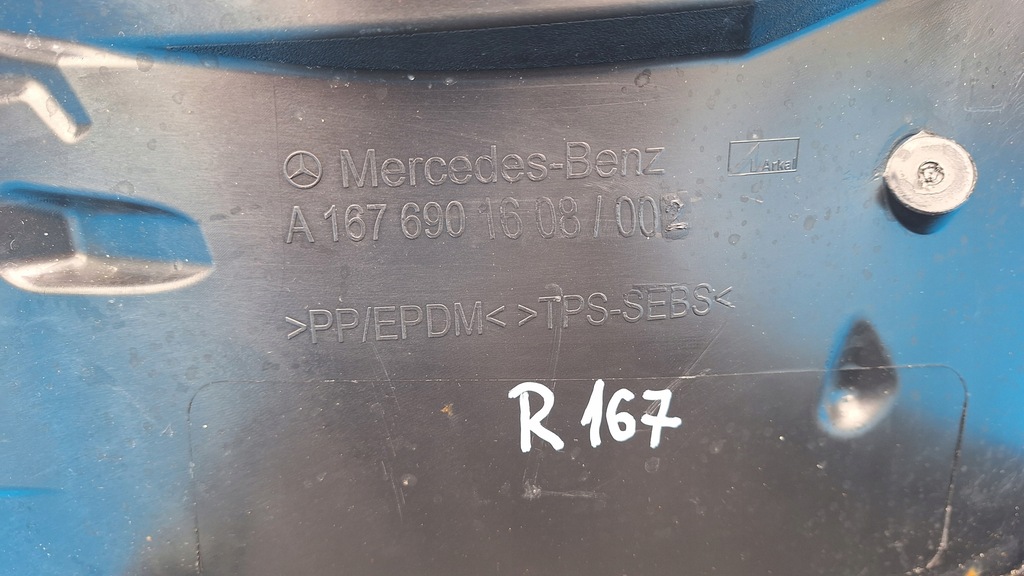 Mercedes-Benz
Arkal
A 167 690 16 08 / 002
>PP/EPDM< >TPS-SEBS<
R 167